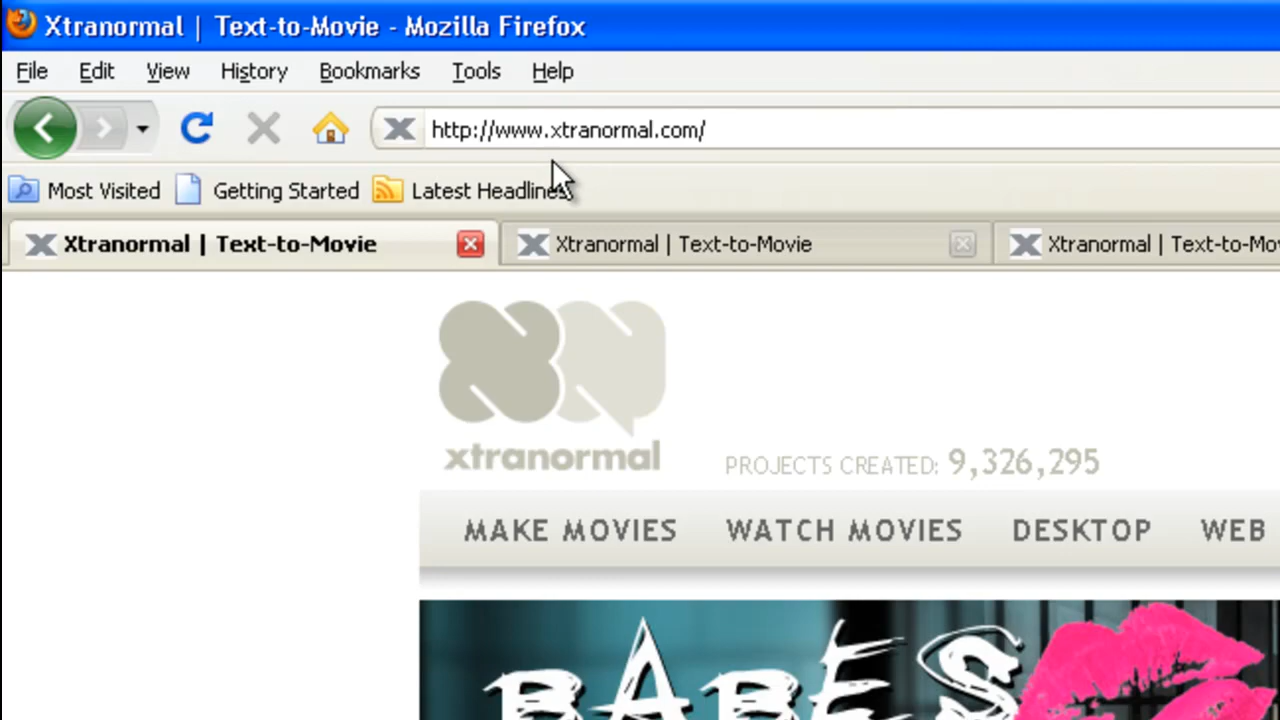 Xtranormal | Text-to-Movie - Mozilla Firefox
File Edit View History Bookmarks Tools Help
http://www.xtranormal.com/
Most Visited Getting Started Latest Headlines
Xtranormal | Text-to-Movie Xtranormal | Text-to-Movie Xtranormal | Text-to-Mov
xtranormal
PROJECTS CREATED: 9,326,295
MAKE MOVIES WATCH MOVIES DESKTOP WEB
BABES